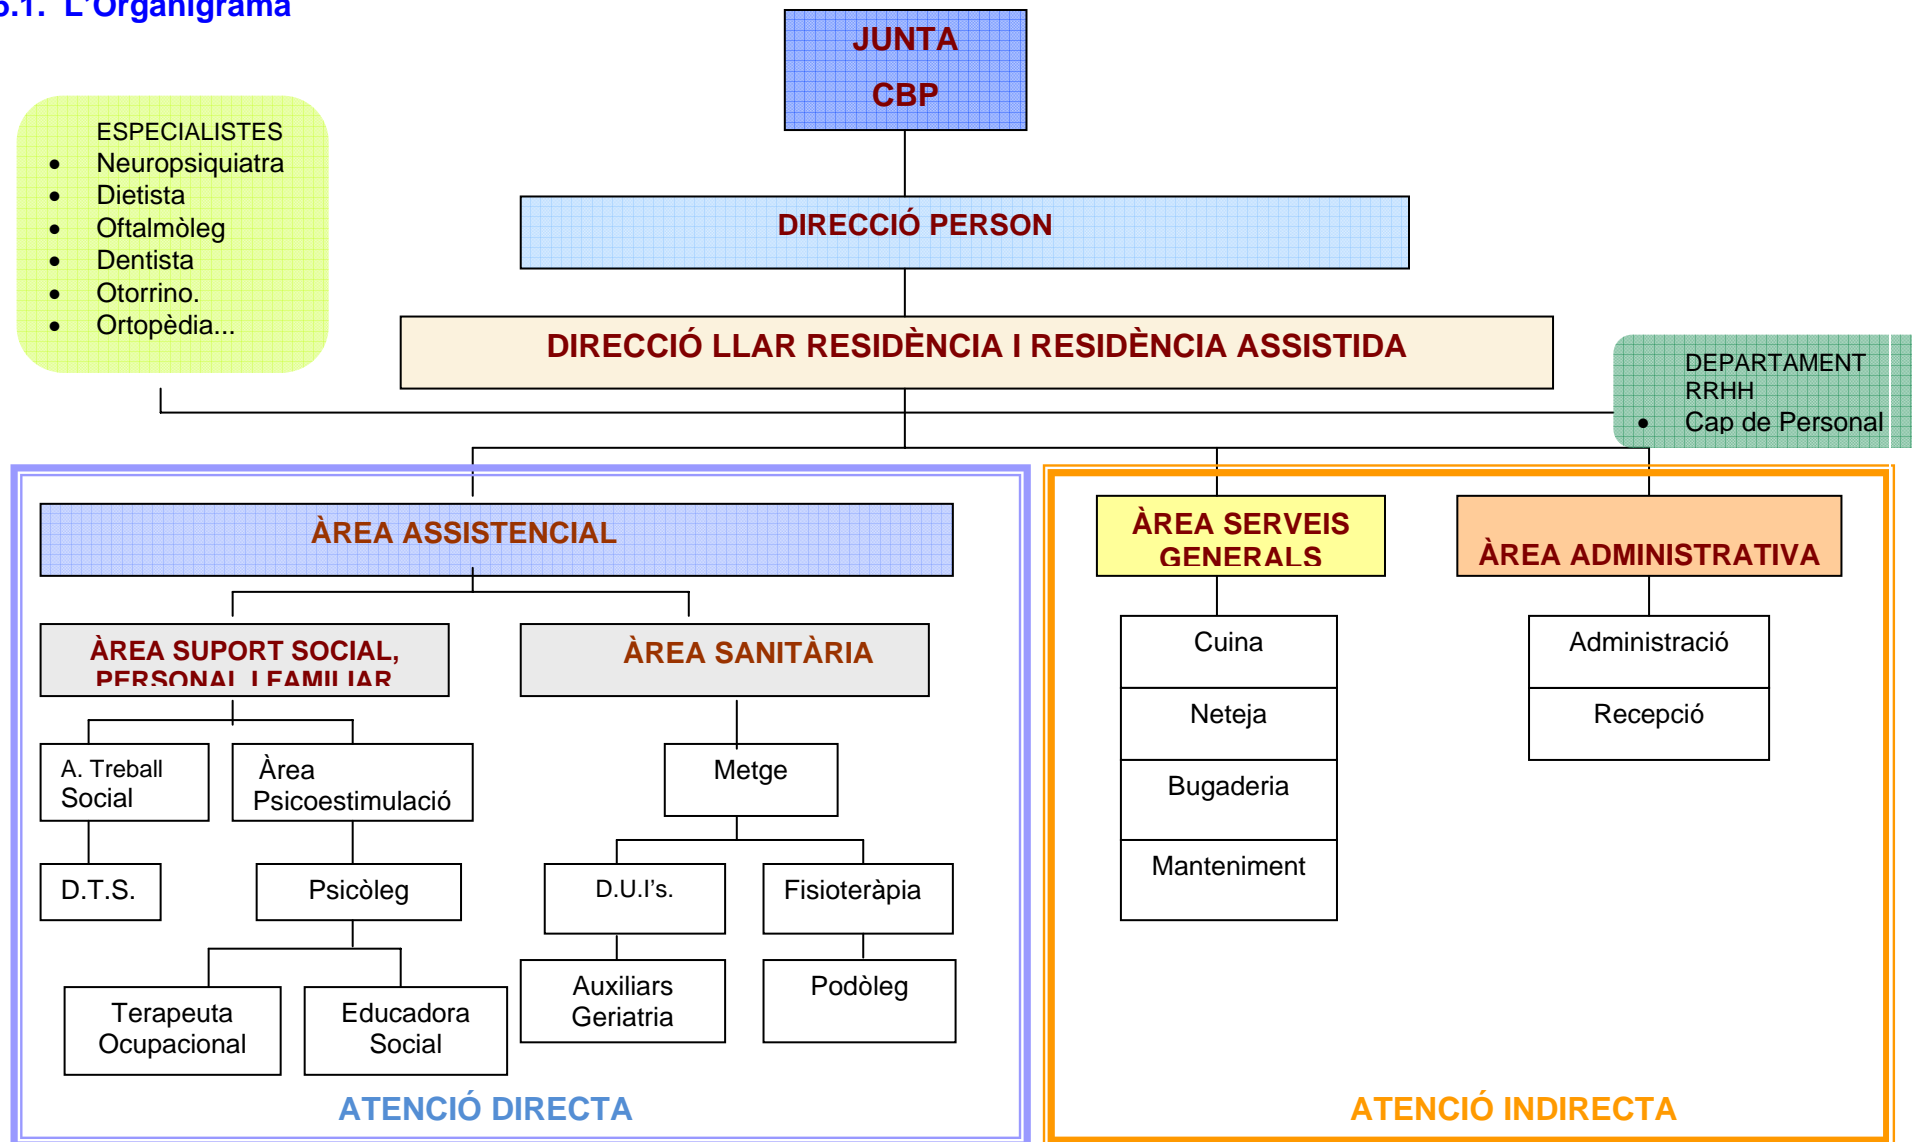 5.1. L'Organigrama
JUNTA
CBP
ESPECIALISTES
• Neuropsiquiatra
• Dietista
• Oftalmòleg
• Dentista
• Otorrino.
• Ortopèdia...
DIRECCIÓ PERSON
DIRECCIÓ LLAR RESIDÈNCIA I RESIDÈNCIA ASSISTIDA
DEPARTAMENT
RRHH
• Cap de Personal
ÀREA ASSISTENCIAL
ÀREA SERVEIS
GENERALS
ÀREA ADMINISTRATIVA
ÀREA SUPORT SOCIAL,
PERSONAL I FAMILIAR
ÀREA SANITÀRIA
Cuina
Neteja
Bugaderia
Manteniment
Administració
Recepció
A. Treball
Social
Àrea
Psicoestimulació
Metge
D.T.S.
Psicòleg
D.U.I's.
Fisioteràpia
Terapeuta
Ocupacional
Educadora
Social
Auxiliars
Geriatria
Podòleg
ATENCIÓ DIRECTA
ATENCIÓ INDIRECTA